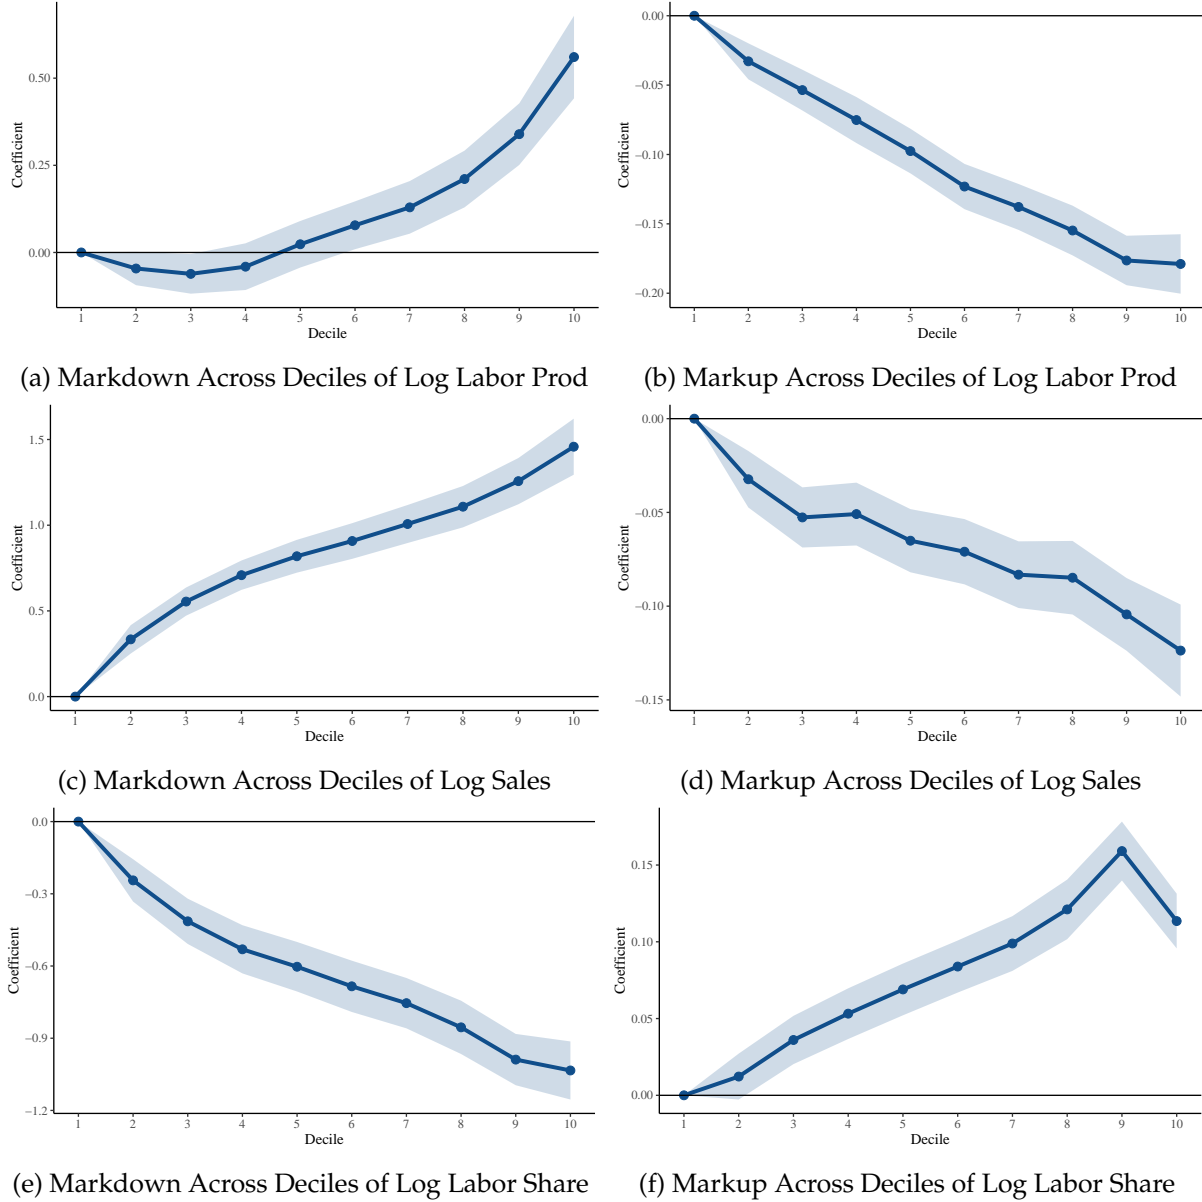 0.50
0.25
0.00
Coefficient
1 2 3 4 5 6 7 8 9 10
Decile
(a) Markdown Across Deciles of Log Labor Prod
0.00
−0.05
−0.10
−0.15
−0.20
Coefficient
1 2 3 4 5 6 7 8 9 10
Decile
(b) Markup Across Deciles of Log Labor Prod
1.5
1.0
0.5
0.0
Coefficient
1 2 3 4 5 6 7 8 9 10
Decile
(c) Markdown Across Deciles of Log Sales
0.00
−0.05
−0.10
−0.15
Coefficient
1 2 3 4 5 6 7 8 9 10
Decile
(d) Markup Across Deciles of Log Sales
0.0
−0.3
−0.6
−0.9
−1.2
Coefficient
1 2 3 4 5 6 7 8 9 10
Decile
(e) Markdown Across Deciles of Log Labor Share
0.15
0.10
0.05
0.00
Coefficient
1 2 3 4 5 6 7 8 9 10
Decile
(f) Markup Across Deciles of Log Labor Share